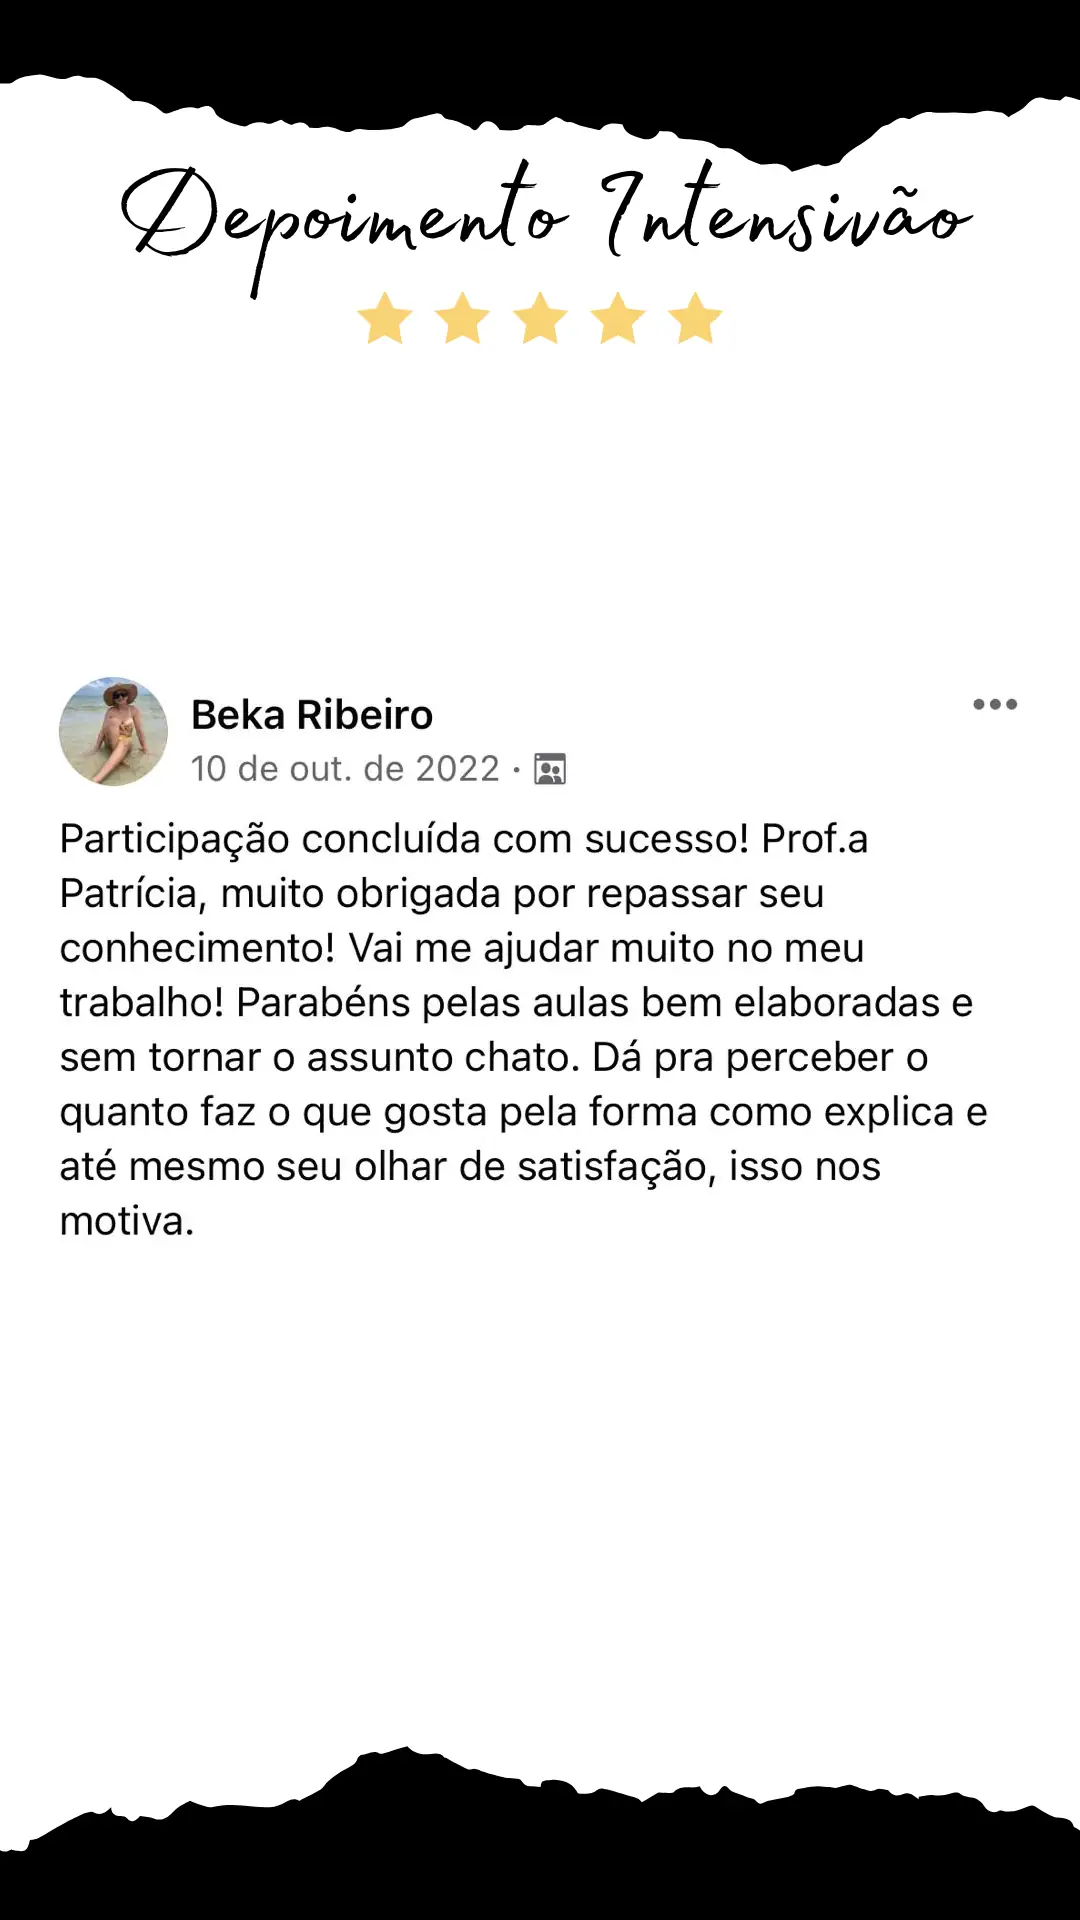 Depoimento Intensivão
Beka Ribeiro
10 de out. de 2022 ·
Participação concluída com sucesso! Prof.a
Patrícia, muito obrigada por repassar seu
conhecimento! Vai me ajudar muito no meu
trabalho! Parabéns pelas aulas bem elaboradas e
sem tornar o assunto chato. Dá pra perceber o
quanto faz o que gosta pela forma como explica e
até mesmo seu olhar de satisfação, isso nos
motiva.